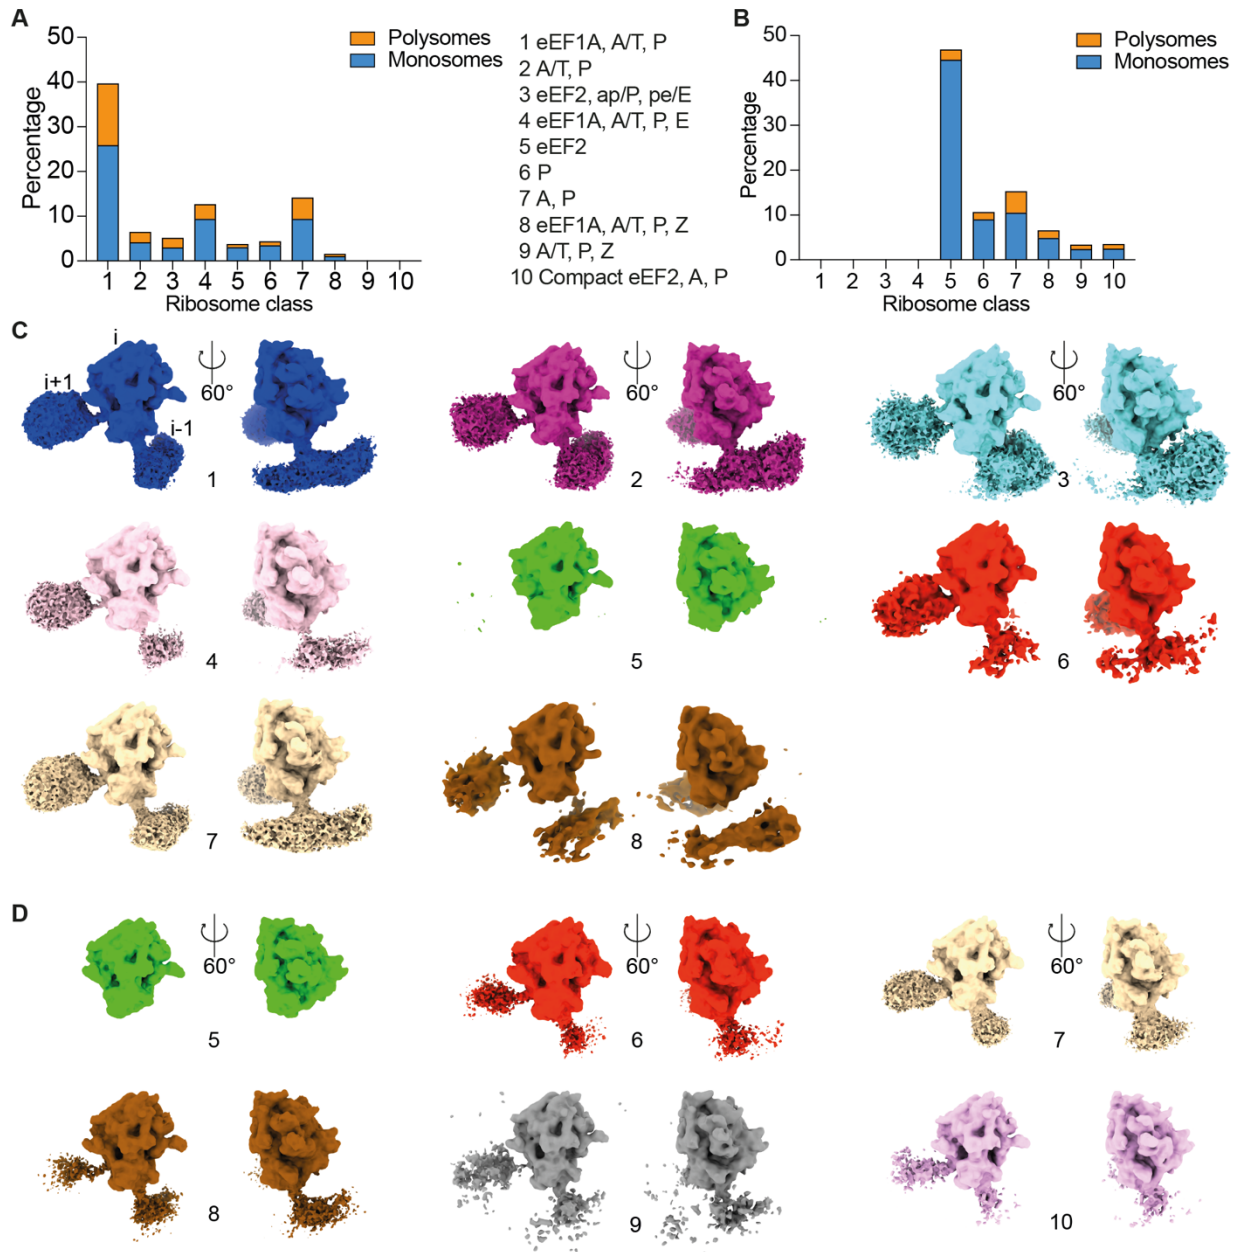 A
50
40
30
20
10
0
Percentage
1 2 3 4 5 6 7 8 9 10
Ribosome class
Polysomes
Monosomes
1 eEF1A, A/T, P
2 A/T, P
3 eEF2, ap/P, pe/E
4 eEF1A, A/T, P, E
5 eEF2
6 P
7 A, P
8 eEF1A, A/T, P, Z
9 A/T, P, Z
10 Compact eEF2, A, P
B
50
40
30
20
10
0
Percentage
1 2 3 4 5 6 7 8 9 10
Ribosome class
Polysomes
Monosomes
C
i
i+1
i-1
60°
1
60°
2
60°
3
4
5
6
7
8
D
60°
5
60°
6
60°
7
8
9
10